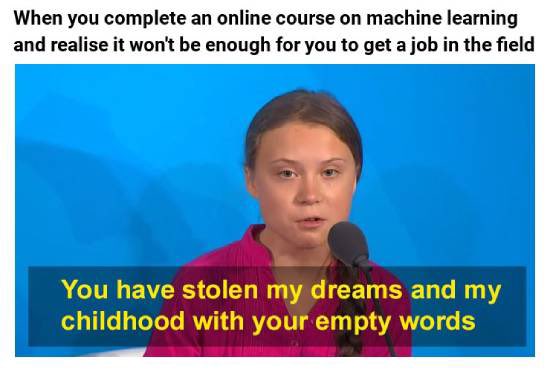 When you complete an online course on machine learning
and realise it won't be enough for you to get a job in the field
You have stolen my dreams and my
childhood with your empty words